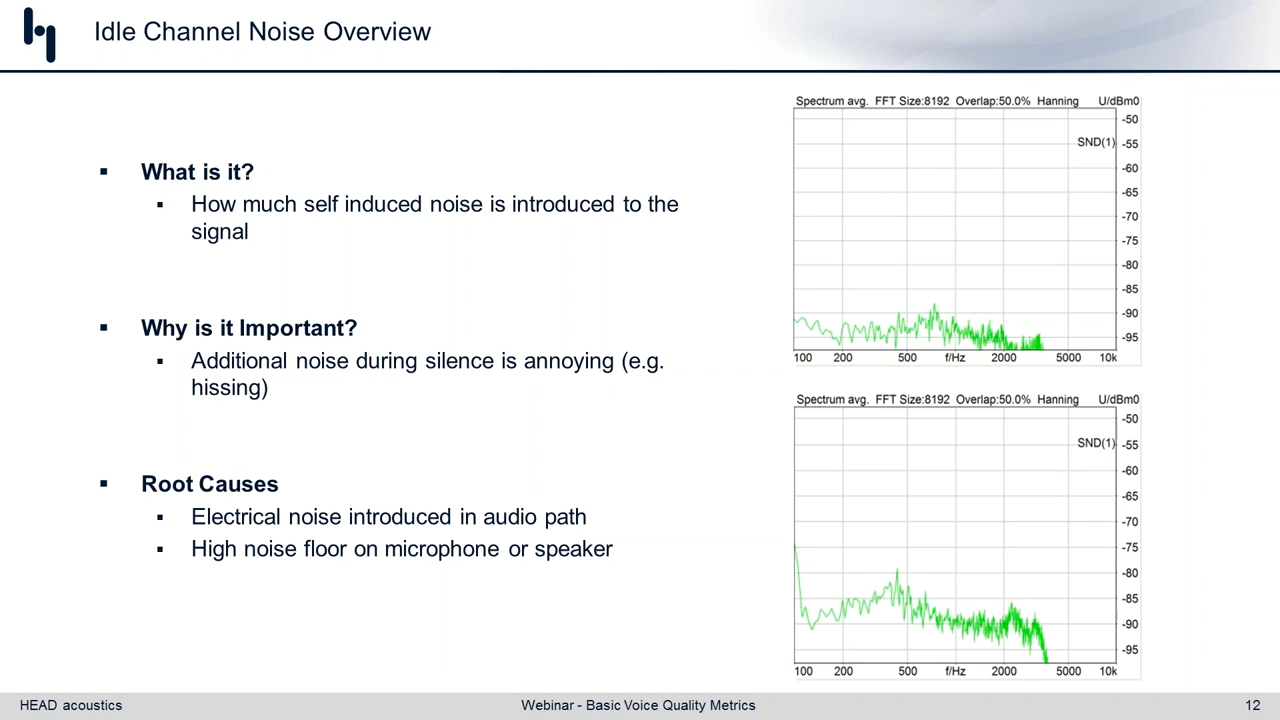 Idle Channel Noise Overview
▪ What is it?
▪ How much self induced noise is introduced to the
signal
▪ Why is it Important?
▪ Additional noise during silence is annoying (e.g.
hissing)
▪ Root Causes
▪ Electrical noise introduced in audio path
▪ High noise floor on microphone or speaker
Spectrum avg. FFT Size:8192 Overlap:50.0% Hanning U/dBm0
-50
SND(1) -55
-60
-65
-70
-75
-80
-85
-90
-95
100 200 500 f/Hz 2000 5000 10k
Spectrum avg. FFT Size:8192 Overlap:50.0% Hanning U/dBm0
-50
SND(1) -55
-60
-65
-70
-75
-80
-85
-90
-95
100 200 500 f/Hz 2000 5000 10k
HEAD acoustics Webinar - Basic Voice Quality Metrics 12